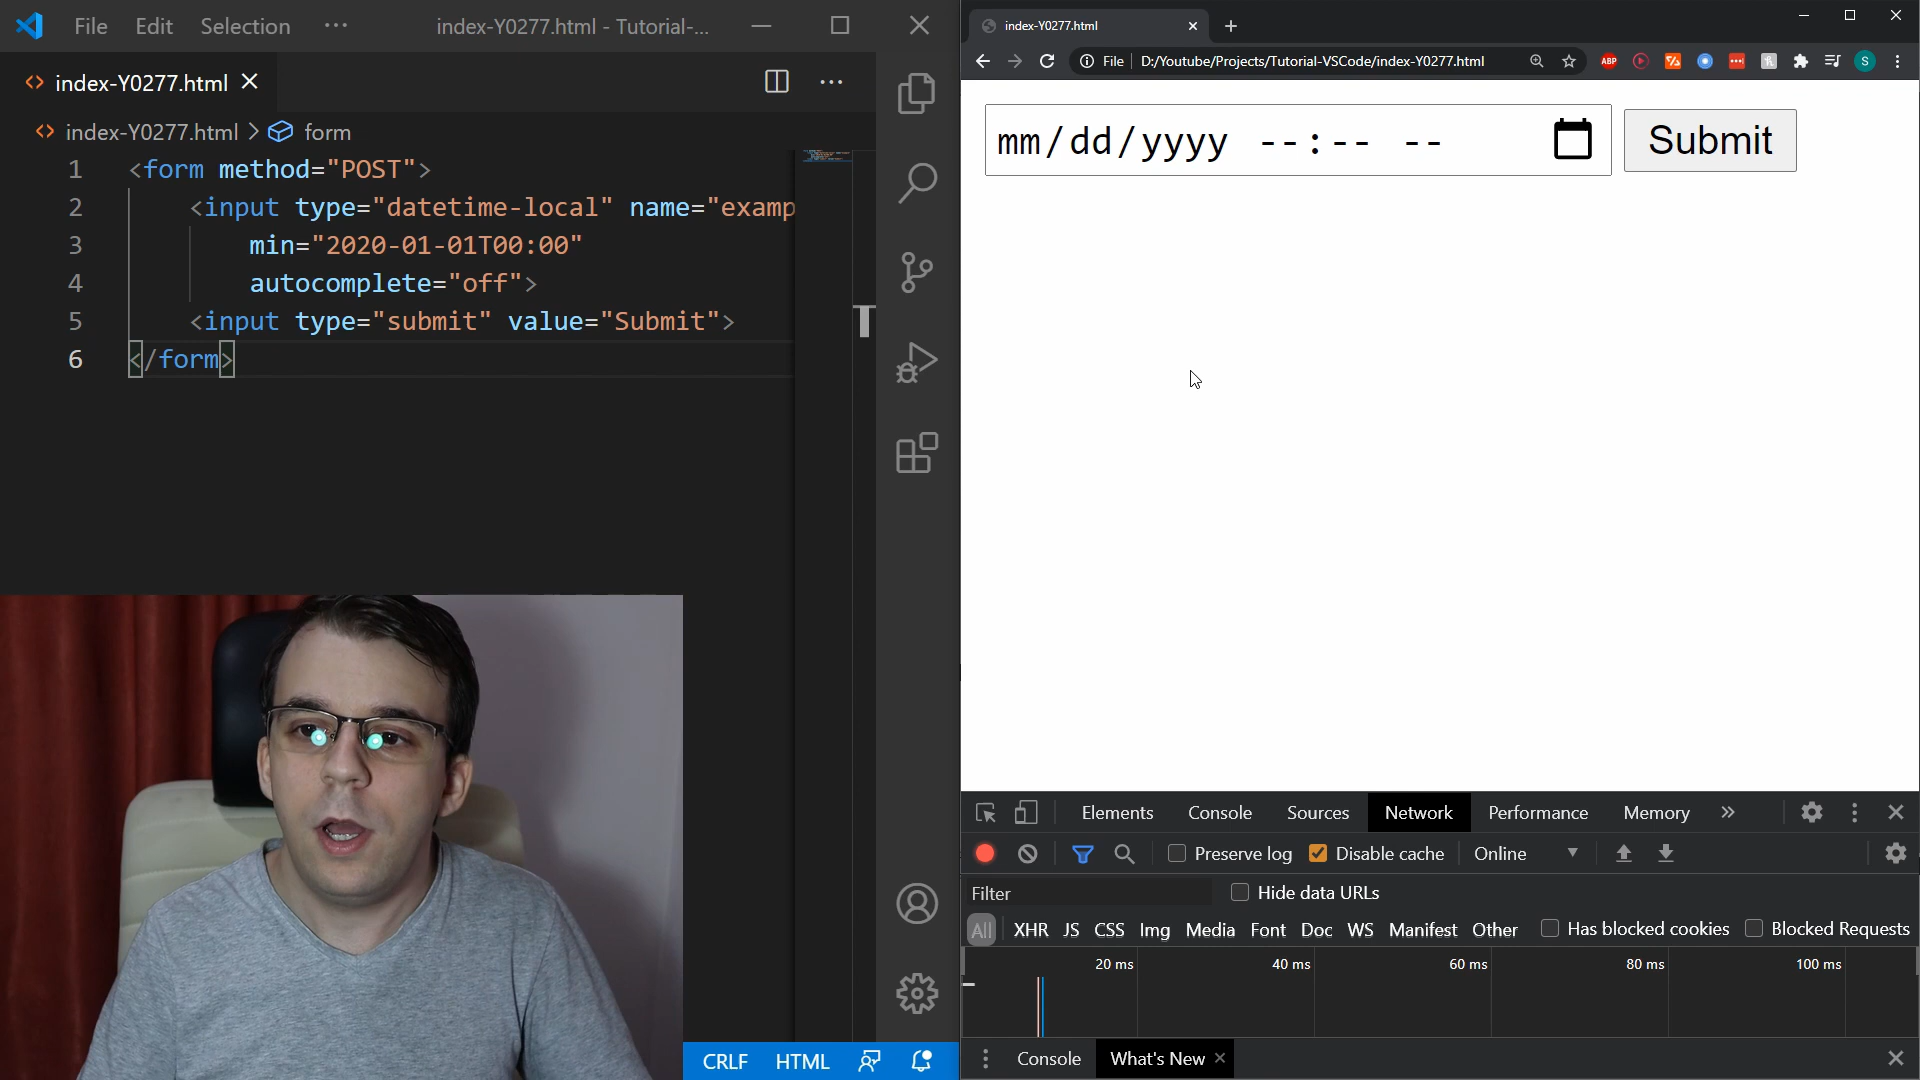 File Edit Selection ··· index-Y0277.html - Tutorial-...
index-Y0277.html
index-Y0277.html > form
1 <form method="POST">
2 <input type="datetime-local" name="examp
3 min="2020-01-01T00:00"
4 autocomplete="off">
5 <input type="submit" value="Submit">
6 </form>
CRLF HTML
index-Y0277.html
File D:/Youtube/Projects/Tutorial-VSCode/index-Y0277.html ABP S
mm/dd/yyyy --:-- -- Submit
Elements Console Sources Network Performance Memory »
Preserve log Disable cache Online
Filter Hide data URLs
All XHR JS CSS Img Media Font Doc WS Manifest Other Has blocked cookies Blocked Requests
20 ms 40 ms 60 ms 80 ms 100 ms
Console What's New